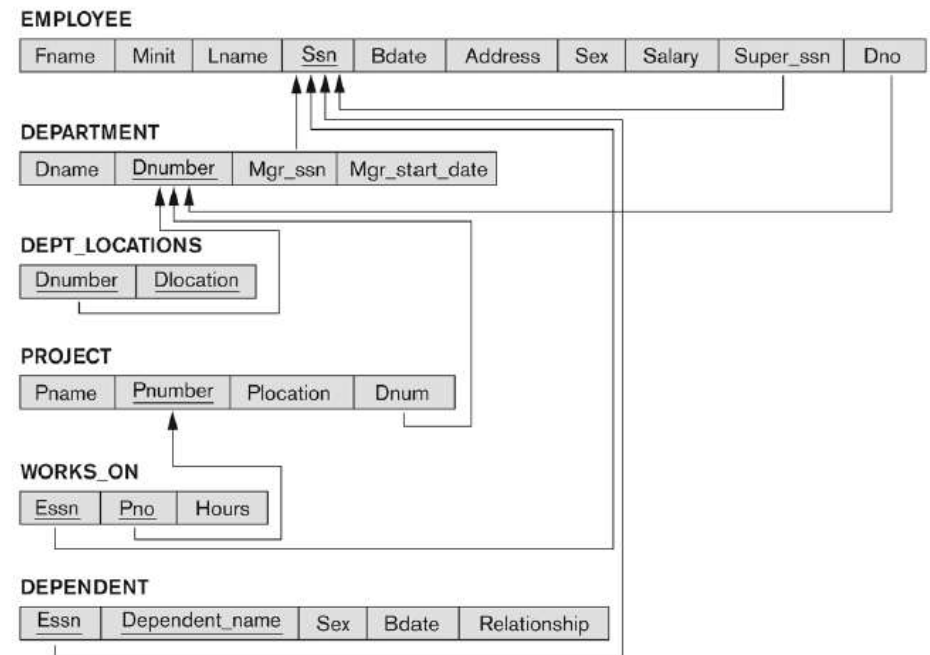 EMPLOYEE
Fname Minit Lname Ssn Bdate Address Sex Salary Super_ssn Dno
DEPARTMENT
Dname Dnumber Mgr_ssn Mgr_start_date
DEPT_LOCATIONS
Dnumber Dlocation
PROJECT
Pname Pnumber Plocation Dnum
WORKS_ON
Essn Pno Hours
DEPENDENT
Essn Dependent_name Sex Bdate Relationship